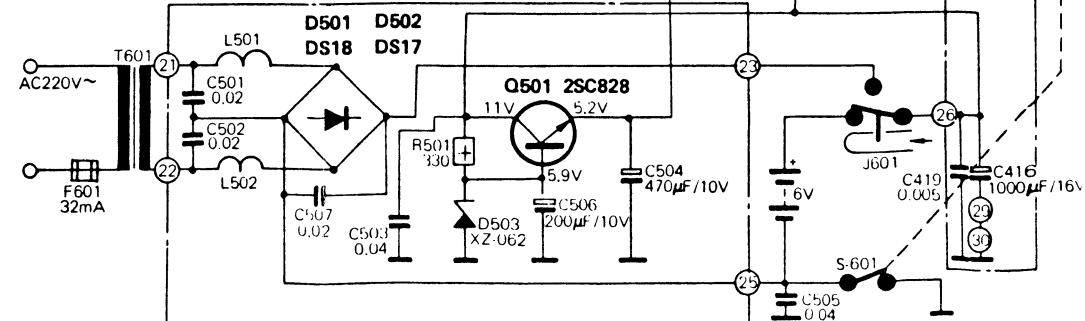 D501 D502
DS18 DS17
T601
21
L501
AC220V~
C501
0.02
C502
0.02
22
L502
F601
32mA
C507
0.02
C503
0.04
Q501 2SC828
11V
5.2V
R501
330
5.9V
D503
XZ-062
C506
200μF/10V
C504
470μF/10V
23
25
+
6V
J601
26
C419
0.005
C416
1000μF/16V
29
30
S-601
C505
0.04